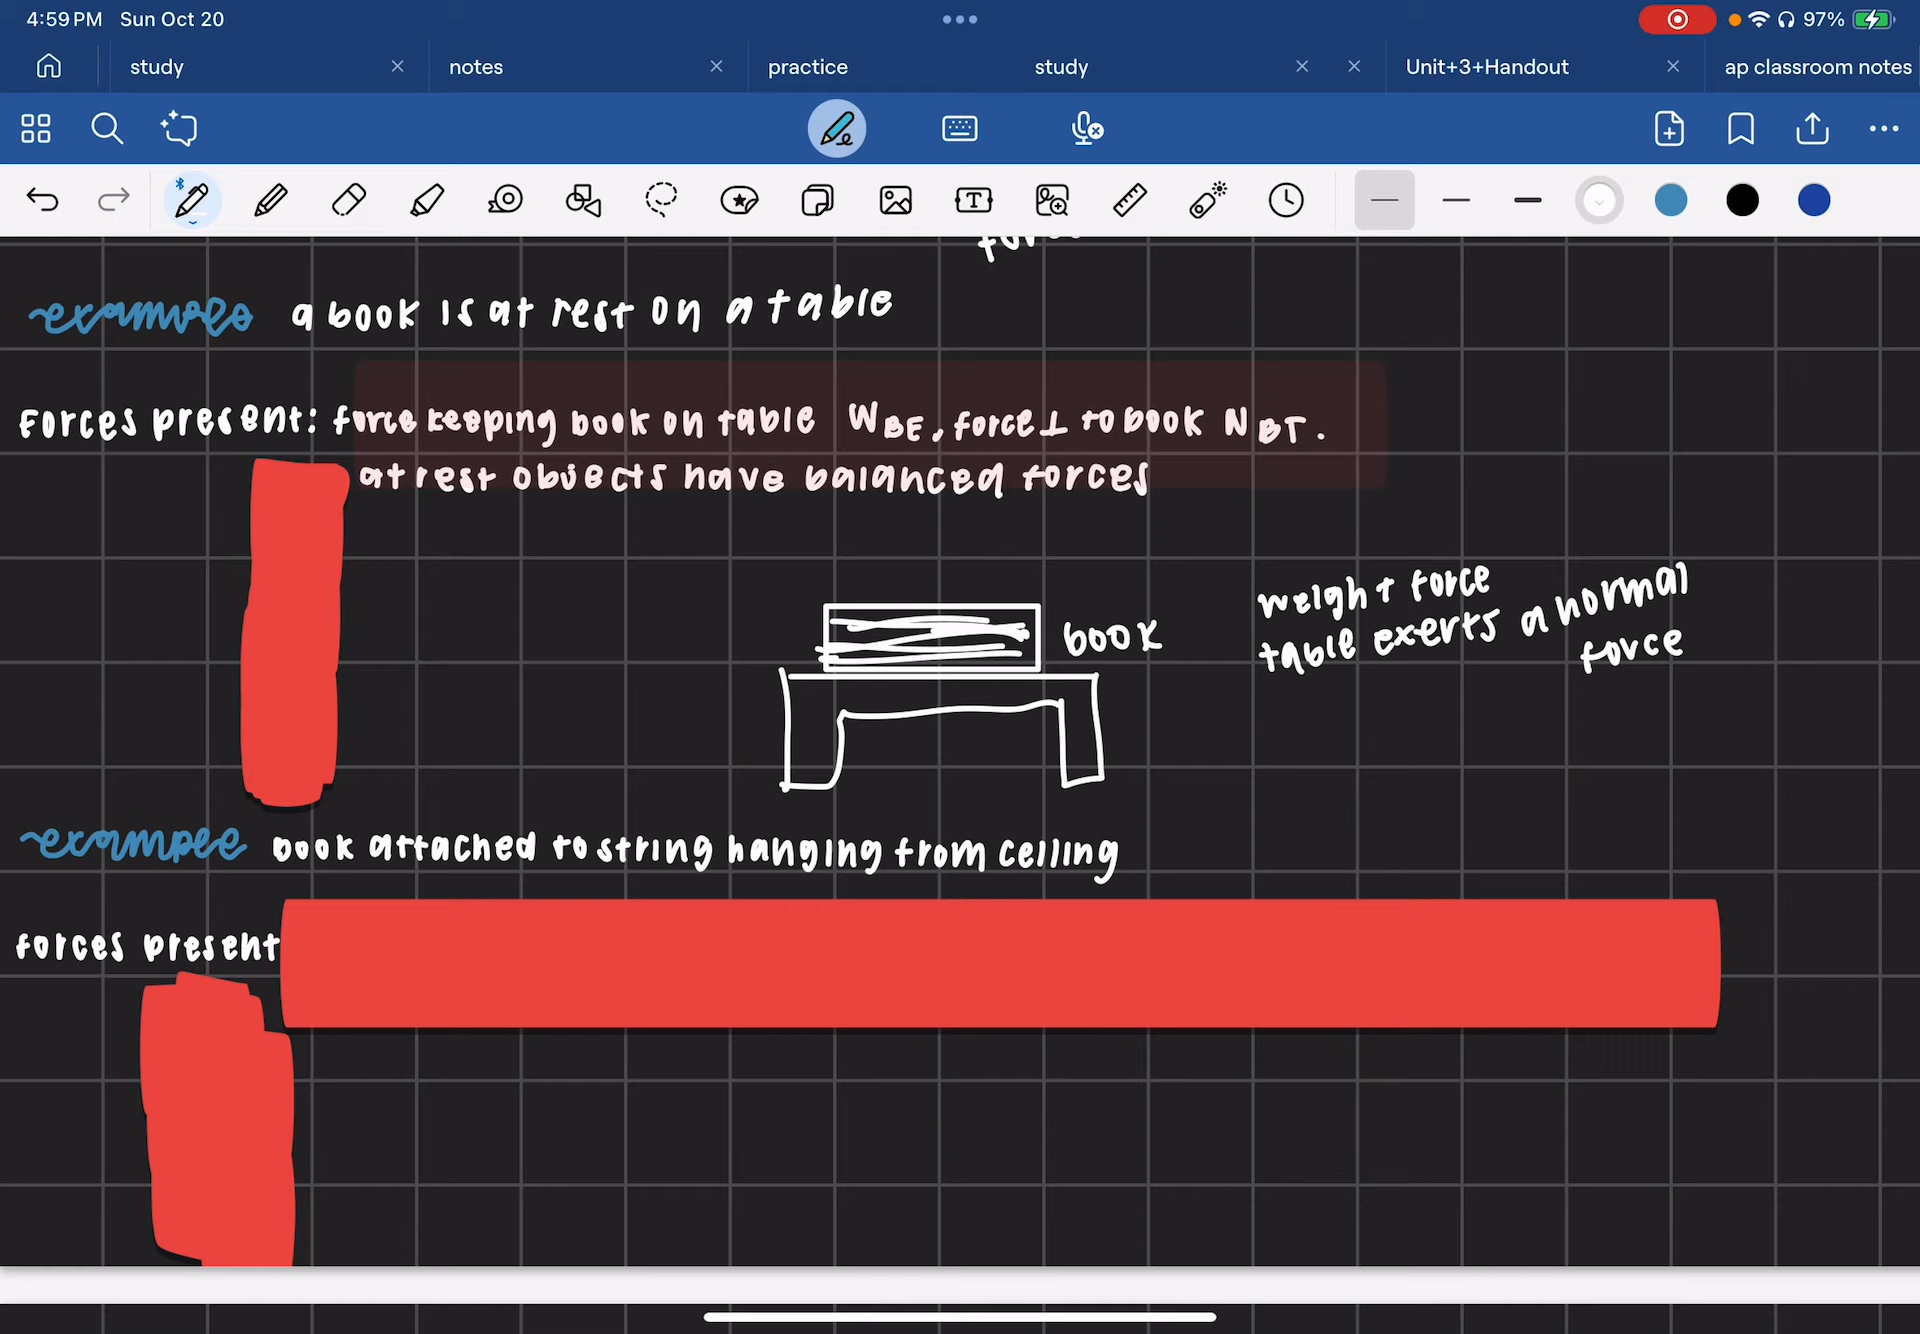 4:59 PM Sun Oct 20
97%
study
notes
practice
study
Unit+3+Handout
ap classroom notes
example a book is at rest on a table
Forces present: force keeping book on table W BE, force ⊥ to book N BT.
at rest objects have balanced forces
weight force
table exerts a normal force
book
example book attached to string hanging from ceiling
forces present